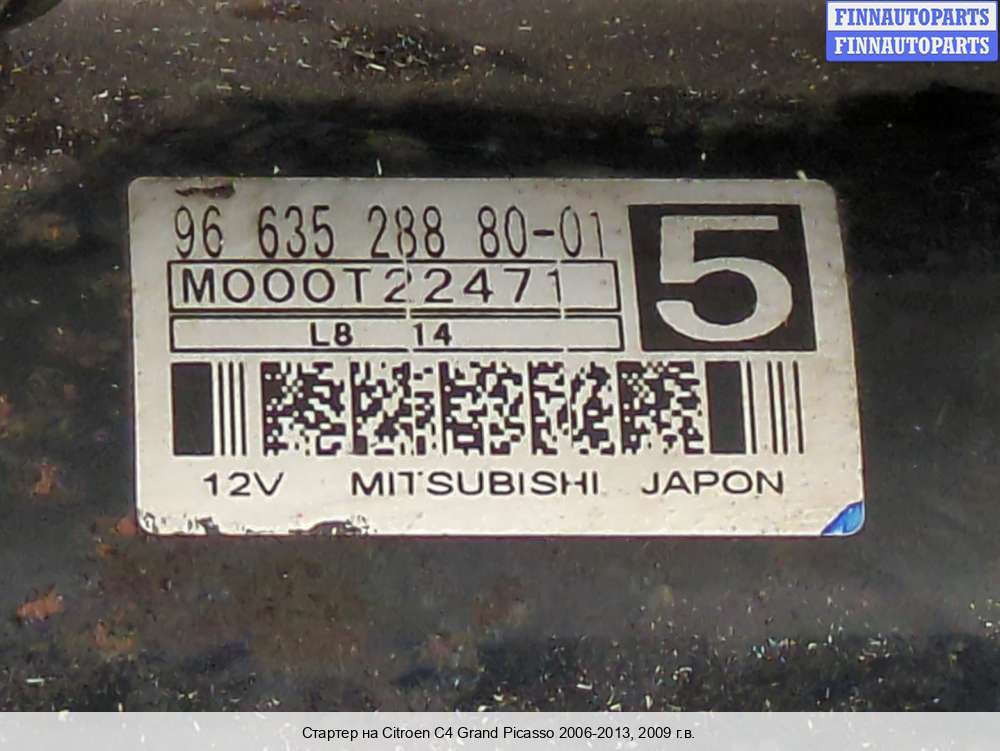 FINNAUTOPARTS
FINNAUTOPARTS
96 635 288 80-01
M000T22471
5
L8 14
12V MITSUBISHI JAPON
Стартер на Citroen C4 Grand Picasso 2006-2013, 2009 г.в.